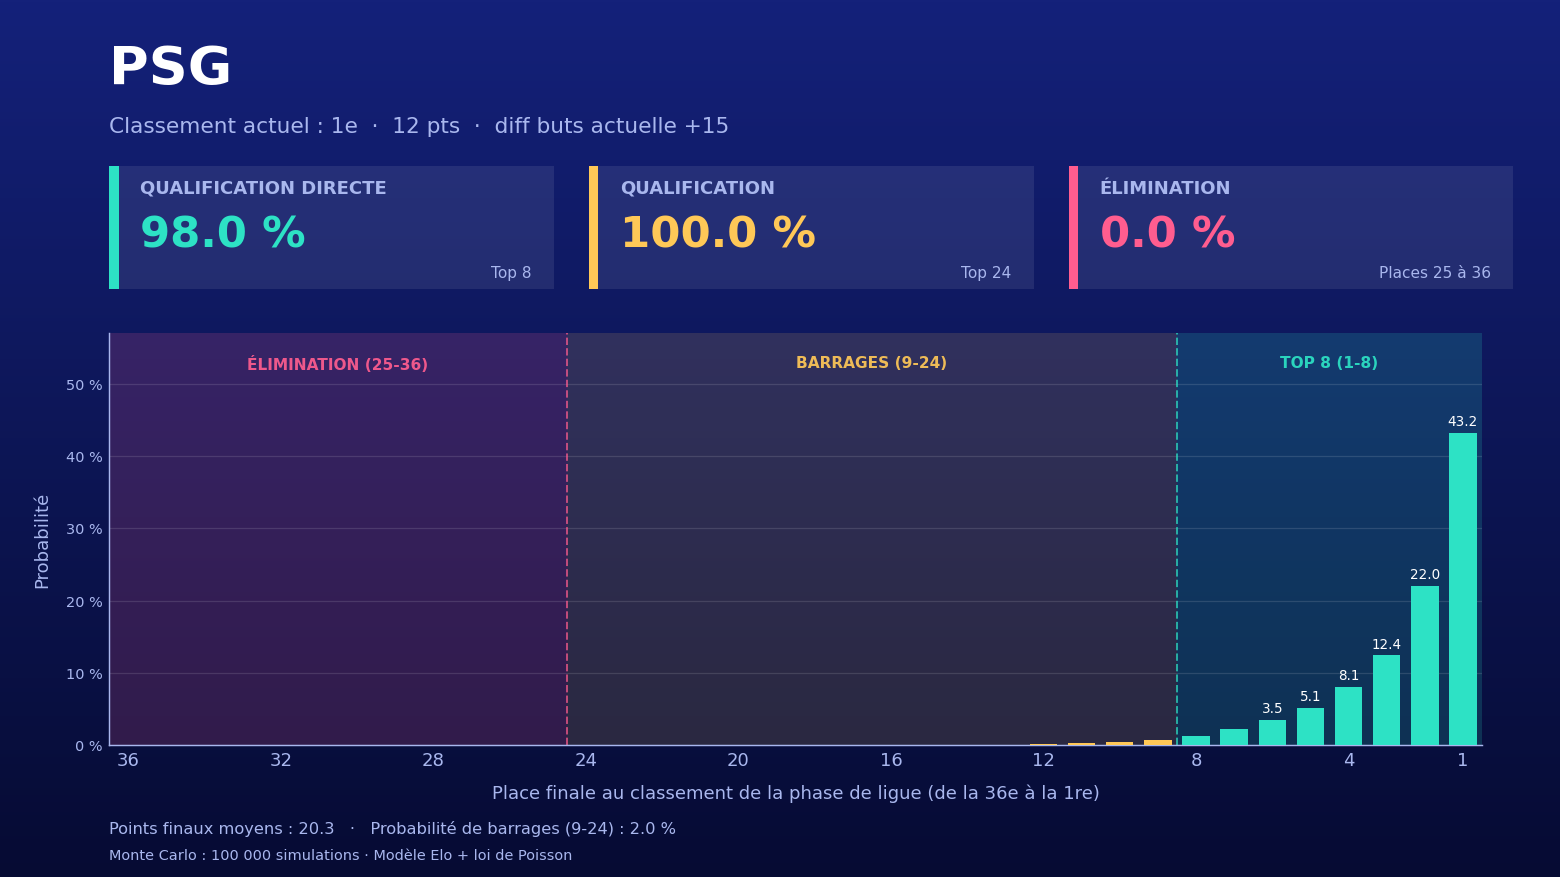 PSG
Classement actuel : 1e · 12 pts · diff buts actuelle +15
QUALIFICATION DIRECTE
98.0 %
Top 8
QUALIFICATION
100.0 %
Top 24
ÉLIMINATION
0.0 %
Places 25 à 36
ÉLIMINATION (25-36)
BARRAGES (9-24)
TOP 8 (1-8)
Probabilité
50 %
40 %
30 %
20 %
10 %
0 %
3.5
5.1
8.1
12.4
22.0
43.2
36
32
28
24
20
16
12
8
4
1
Place finale au classement de la phase de ligue (de la 36e à la 1re)
Points finaux moyens : 20.3 · Probabilité de barrages (9-24) : 2.0 %
Monte Carlo : 100 000 simulations · Modèle Elo + loi de Poisson